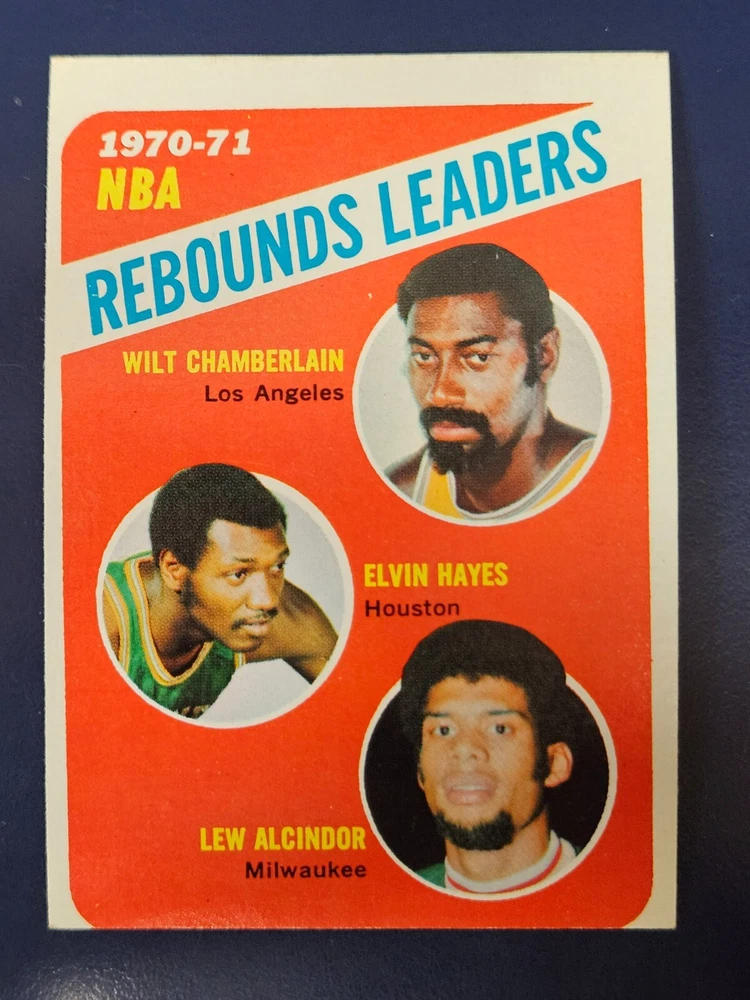 1970-71
NBA
REBOUNDS LEADERS
WILT CHAMBERLAIN
Los Angeles
ELVIN HAYES
Houston
LEW ALCINDOR
Milwaukee